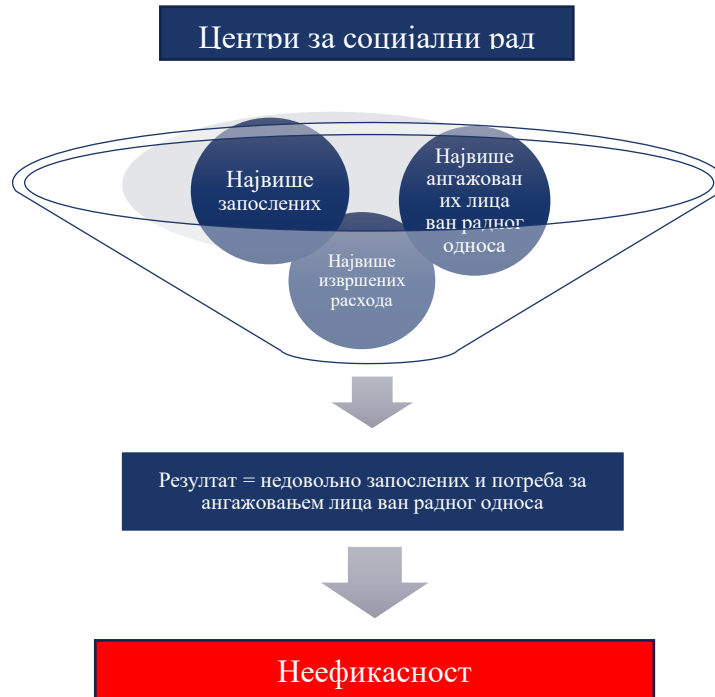 Центри за социјални рад
Највише
запослених
Највише
ангажован
их лица
ван радног
односа
Највише
извршених
расхода
Резултат = недовољно запослених и потреба за
ангажовањем лица ван радног односа
Неефикасност